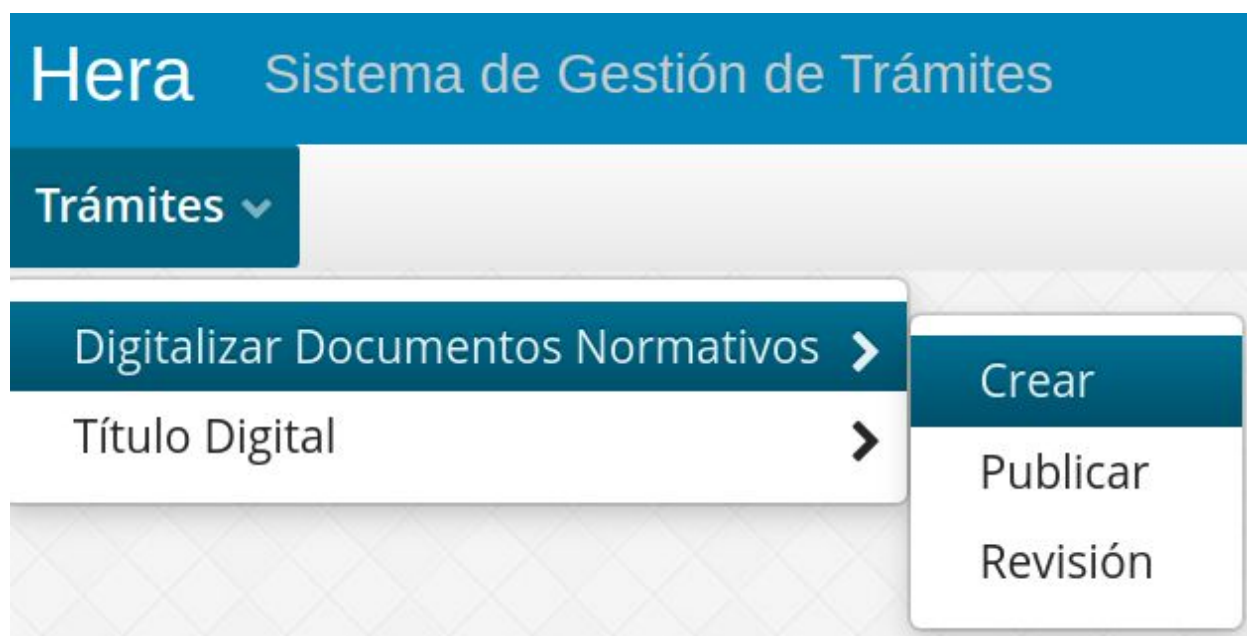 Hera Sistema de Gestión de Trámites
Trámites
Digitalizar Documentos Normativos
Título Digital
Crear
Publicar
Revisión